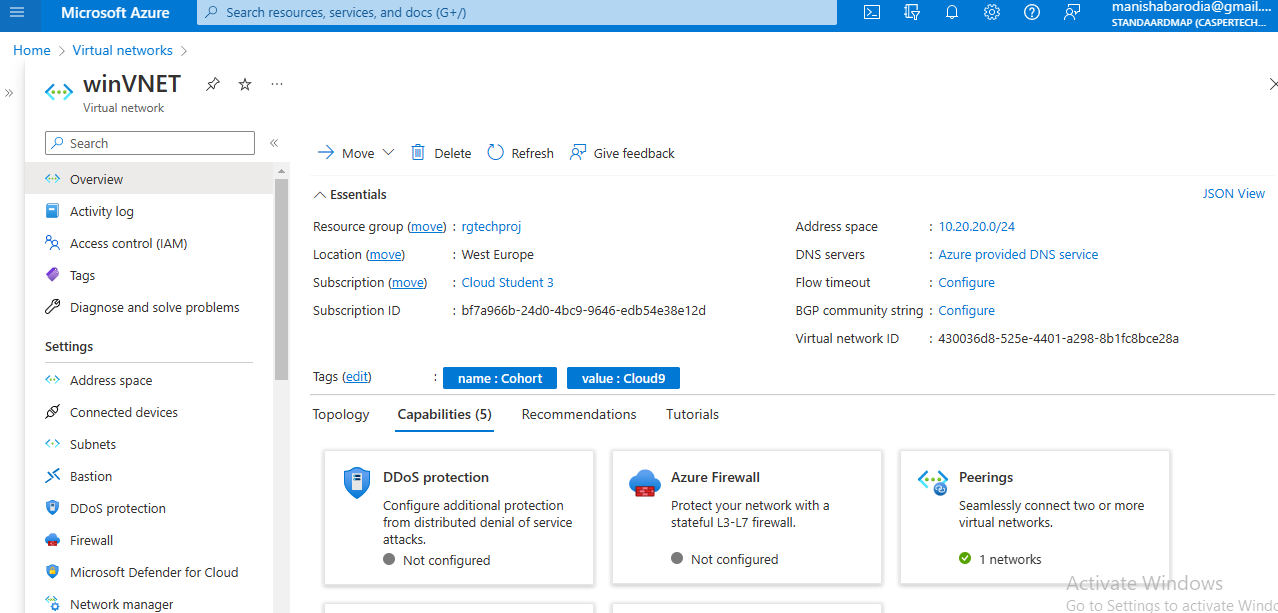 Microsoft Azure
Search resources, services, and docs (G+/)
manishabarodia@gmail....
STANDAARDMAP (CASPERTECH...
Home > Virtual networks >
winVNET
Virtual network
Search
Overview
Activity log
Access control (IAM)
Tags
Diagnose and solve problems
Settings
Address space
Connected devices
Subnets
Bastion
DDoS protection
Firewall
Microsoft Defender for Cloud
Network manager
Move
Delete
Refresh
Give feedback
Essentials
JSON View
Resource group (move) : rgtechproj
Location (move) : West Europe
Subscription (move) : Cloud Student 3
Subscription ID : bf7a966b-24d0-4bc9-9646-edb54e38e12d
Address space : 10.20.20.0/24
DNS servers : Azure provided DNS service
Flow timeout : Configure
BGP community string : Configure
Virtual network ID : 430036d8-525e-4401-a298-8b1fc8bce28a
Tags (edit) : name : Cohort value : Cloud9
Topology Capabilities (5) Recommendations Tutorials
DDoS protection
Configure additional protection
from distributed denial of service
attacks.
Not configured
Azure Firewall
Protect your network with a
stateful L3-L7 firewall.
Not configured
Peerings
Seamlessly connect two or more
virtual networks.
1 networks
Activate Windows
Go to Settings to activate Windo